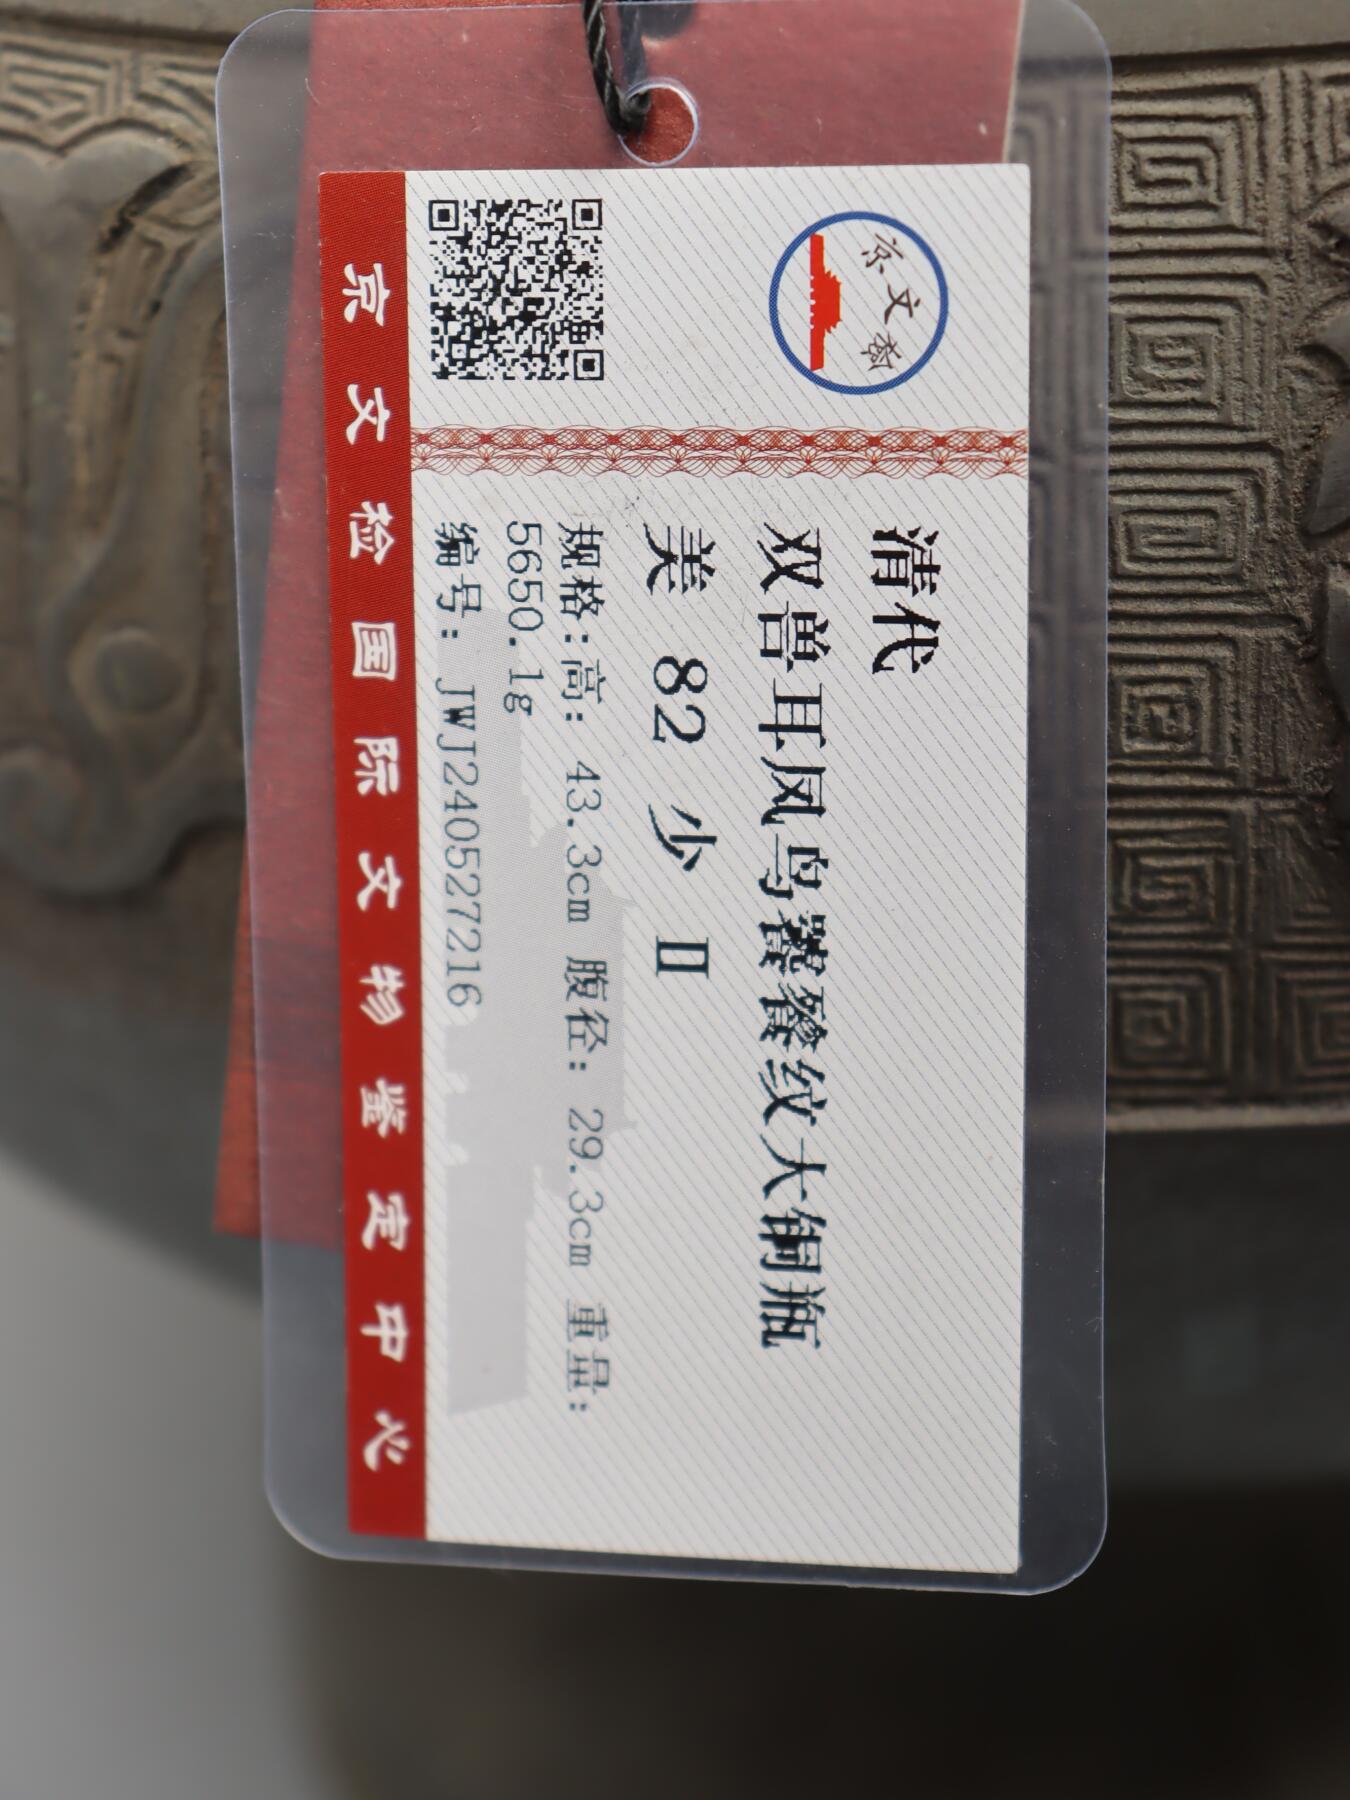 京文检
清代
双兽耳凤鸟饕餮纹大铜瓶
美 82 少 II
规格:高: 43.3cm 腹径: 29.3cm 重量:
5650.1g
编号: JWJ240527216
京文检国际文物鉴定中心